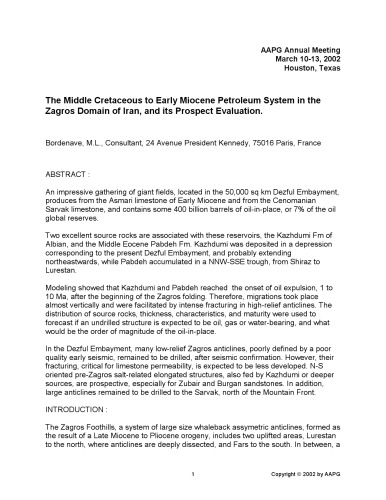 AAPG Annual Meeting
March 10-13, 2002
Houston, Texas
The Middle Cretaceous to Early Miocene Petroleum System in the
Zagros Domain of Iran, and its Prospect Evaluation.
Bordenave, M.L., Consultant, 24 Avenue President Kennedy, 75016 Paris, France
ABSTRACT :
An impressive gathering of giant fields, located in the 50,000 sq km Dezful Embayment,
produces from the Asmari limestone of Early Miocene and from the Cenomanian
Sarvak limestone, and contains some 400 billion barrels of oil-in-place, or 7% of the oil
global reserves.
Two excellent source rocks are associated with these reservoirs, the Kazhdumi Fm of
Albian, and the Middle Eocene Pabdeh Fm. Kazhdumi was deposited in a depression
corresponding to the present Dezful Embayment, and probably extending
northeastwards, while Pabdeh accumulated in a NNW-SSE trough, from Shiraz to
Lurestan.
Modeling showed that Kazhdumi and Pabdeh reached the onset of oil expulsion, 1 to
10 Ma, after the beginning of the Zagros folding. Therefore, migrations took place
almost vertically and were facilitated by intense fracturing in high-relief anticlines. The
distribution of source rocks, thickness, characteristics, and maturity were used to
forecast if an undrilled structure is expected to be oil, gas or water-bearing, and what
would be the order of magnitude of the oil-in-place.
In the Dezful Embayment, many low-relief Zagros anticlines, poorly defined by a poor
quality early seismic, remained to be drilled, after seismic confirmation. However, their
fracturing, critical for limestone permeability, is expected to be less developed. N-S
oriented pre-Zagros salt-related elongated structures, also fed by Kazhdumi or deeper
sources, are prospective, especially for Zubair and Burgan sandstones. In addition,
large anticlines remained to be drilled to the Sarvak, north of the Mountain Front.
INTRODUCTION :
The Zagros Foothills, a system of large size whaleback assymetric anticlines, formed as
the result of a Late Miocene to Pliocene orogeny, includes two uplifted areas, Lurestan
to the north, where anticlines are deeply dissected, and Fars to the south. In between, a
1
Copyright © 2002 by AAPG